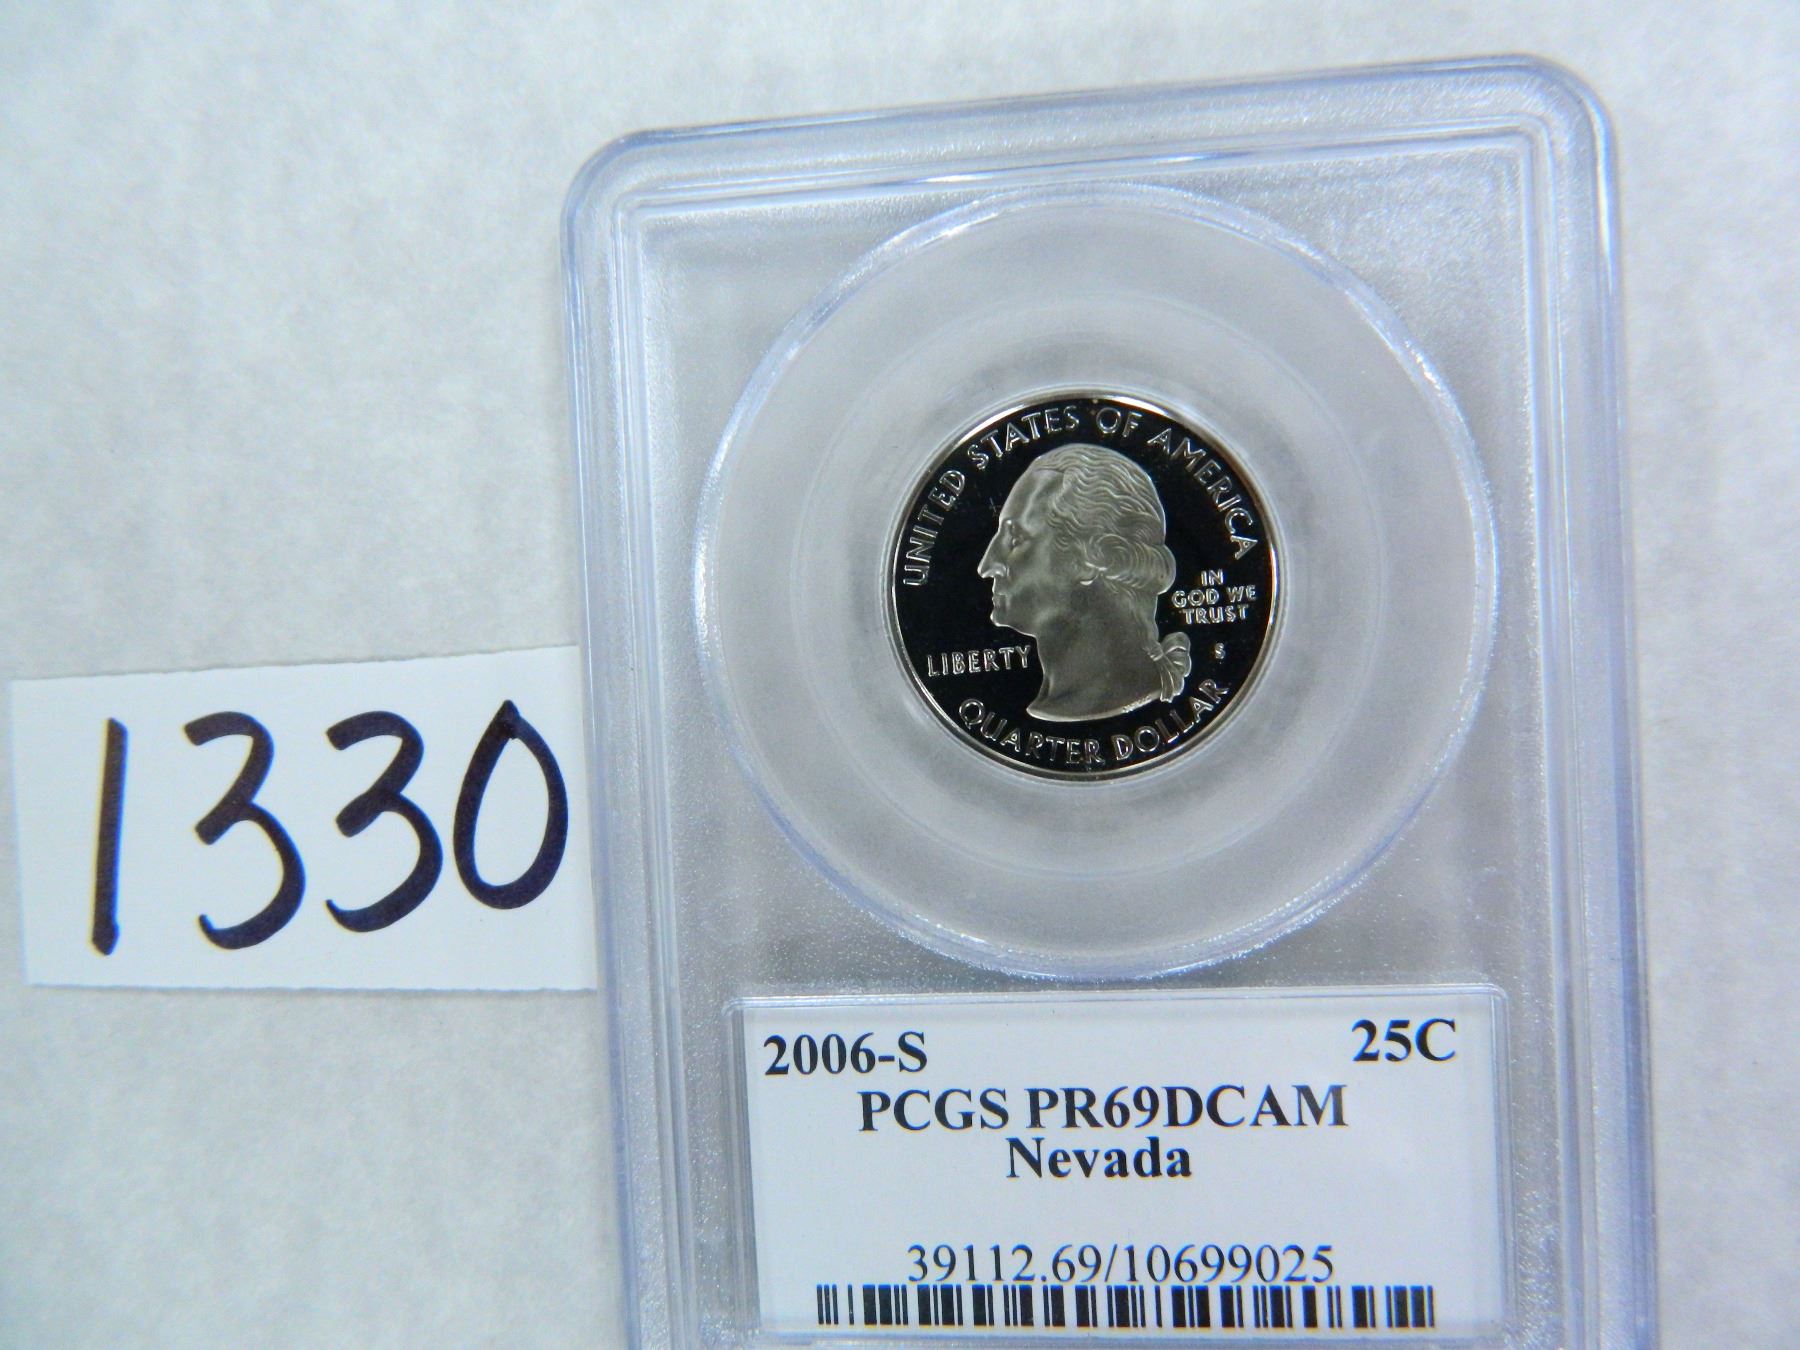 1330
UNITED STATES OF AMERICA
IN
GOD WE
TRUST
LIBERTY
S
QUARTER DOLLAR
2006-S 25C
PCGS PR69DCAM
Nevada
39112.69/10699025